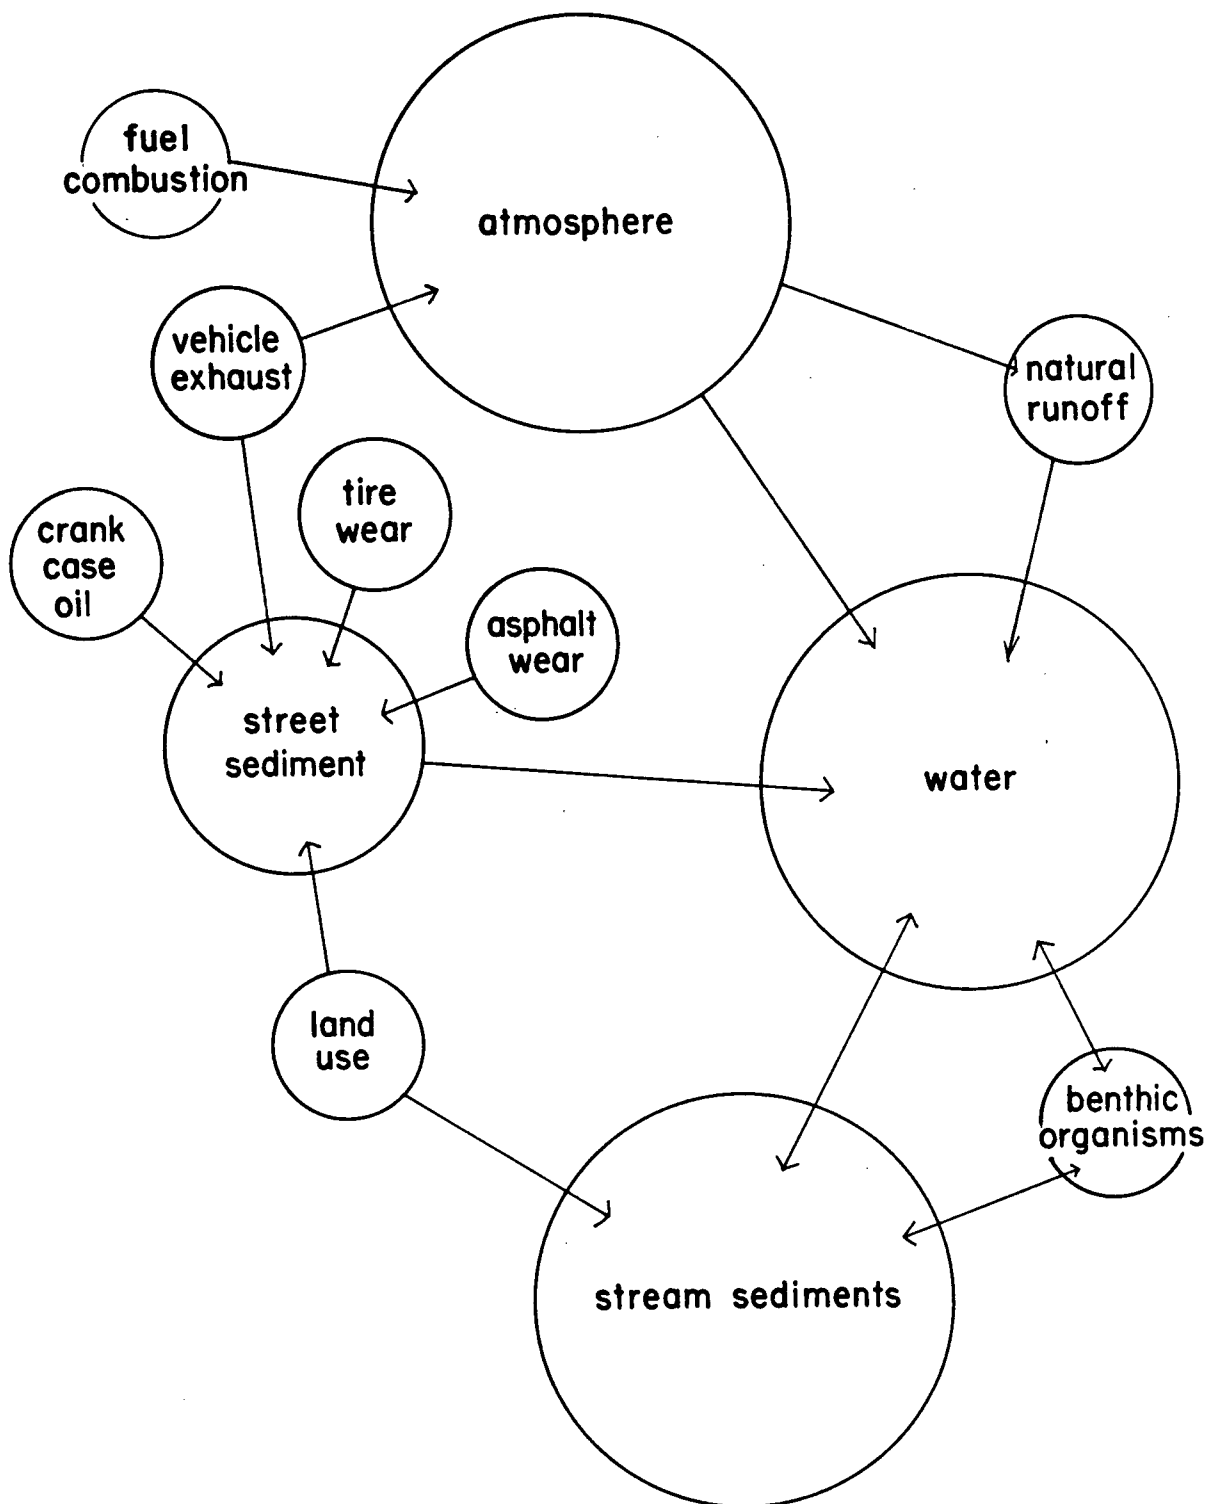 fuel
combustion
atmosphere
vehicle
exhaust
natural
runoff
tire
wear
crank
case
oil
asphalt
wear
street
sediment
water
land
use
benthic
organisms
stream sediments